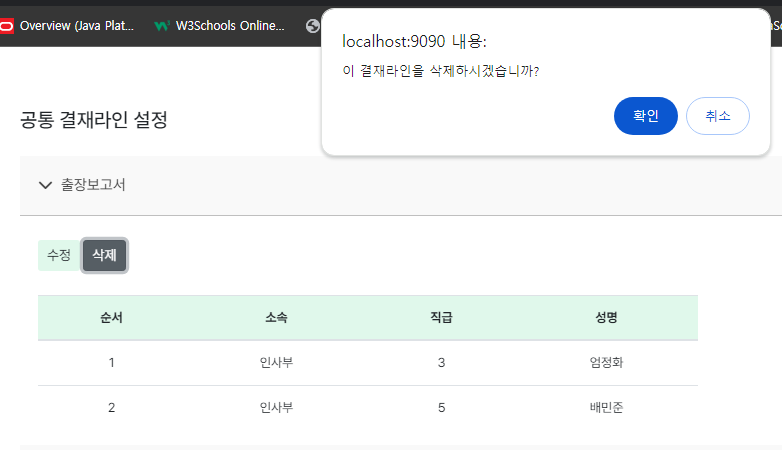 Overview (Java Plat...
W3Schools Online...
localhost:9090 내용:
이 결재라인을 삭제하시겠습니까?
확인
취소
공통 결재라인 설정
출장보고서
수정
삭제
순서 소속 직급 성명
1 인사부 3 엄정화
2 인사부 5 배민준